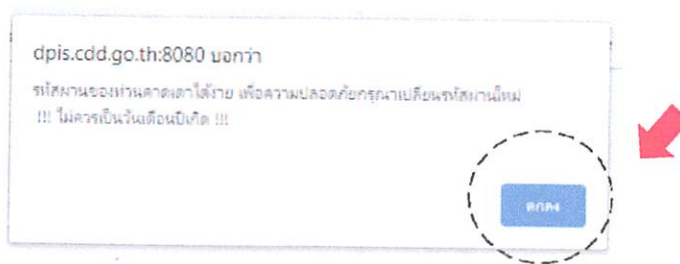 dpis.cdd.go.th:8080 บอกว่า
รหัสผ่านของท่านคาดเดาได้ง่าย เพื่อความปลอดภัยกรุณาเปลี่ยนรหัสผ่านใหม่
!!! ไม่ควรเป็นวันเดือนปีเกิด !!!
ตกลง